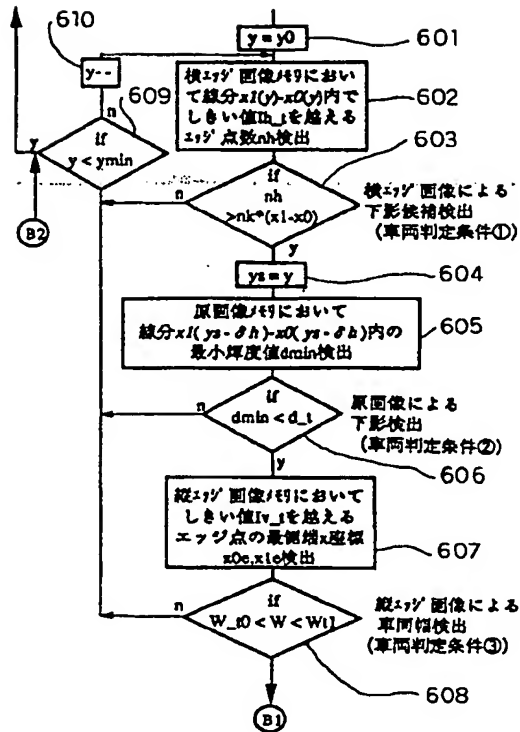 610
y = y0
601
B2
y--
横ｴｯｼﾞ画像ﾒﾓﾘにおい
て線分x1(y)-x0(y)内で
しきい値Ih_tを越える
エッジ点数nh検出
602
609
n
if
y < ymin
y
603
if
nh
>nk*(x1-x0)
n
y
横ｴｯｼﾞ画像による
下影候補検出
(車両判定条件①)
B2
ys = y
604
原画像ﾒﾓﾘにおいて
線分x1(ys-δh)-x0(ys-δh)内の
最小輝度値dmin検出
605
if
dmin < d_t
n
y
原画像による
下影検出
(車両判定条件②)
606
縦ｴｯｼﾞ画像ﾒﾓﾘにおいて
しきい値Iv_tを越える
エッジ点の最側端x座標
x0e,x1e検出
607
if
W_t0 < W < Wt1
n
縦ｴｯｼﾞ画像による
車両幅検出
(車両判定条件③)
608
B1